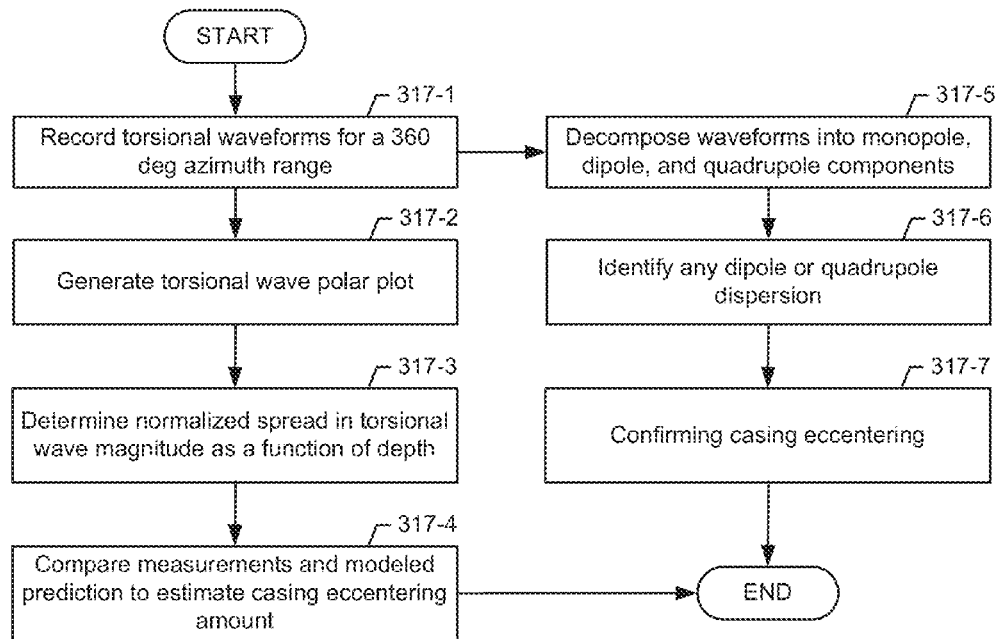 START
317-1
Record torsional waveforms for a 360
deg azimuth range
317-2
Generate torsional wave polar plot
317-3
Determine normalized spread in torsional
wave magnitude as a function of depth
317-4
Compare measurements and modeled
prediction to estimate casing eccentering
amount
317-5
Decompose waveforms into monopole,
dipole, and quadrupole components
317-6
Identify any dipole or quadrupole
dispersion
317-7
Confirming casing eccentering
END